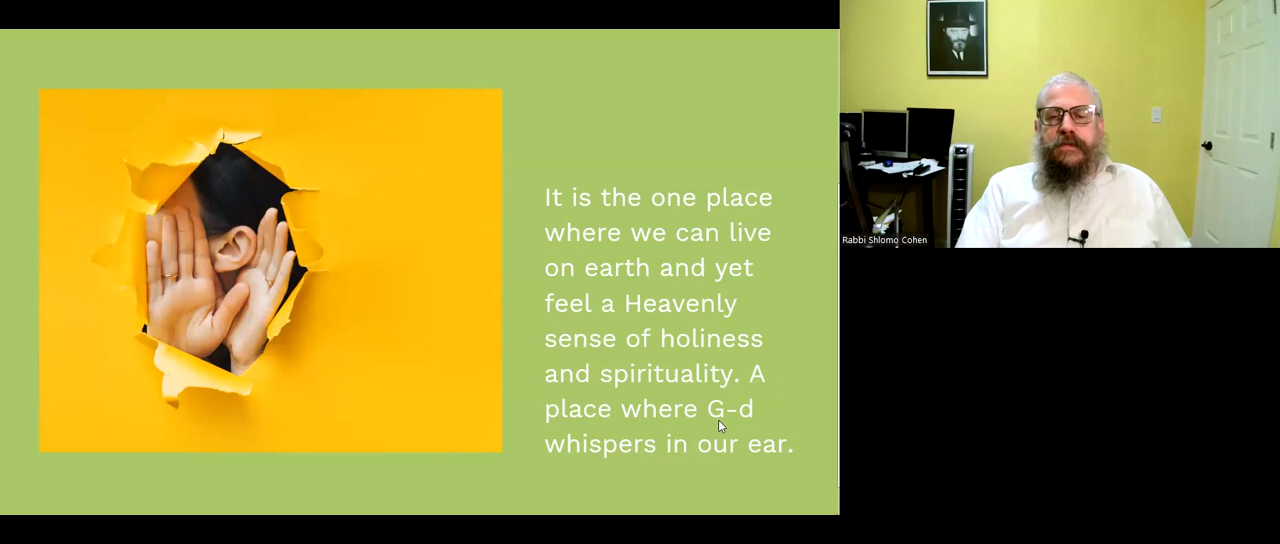 It is the one place
where we can live
on earth and yet
feel a Heavenly
sense of holiness
and spirituality. A
place where G-d
whispers in our ear.
Rabbi Shlomo Cohen